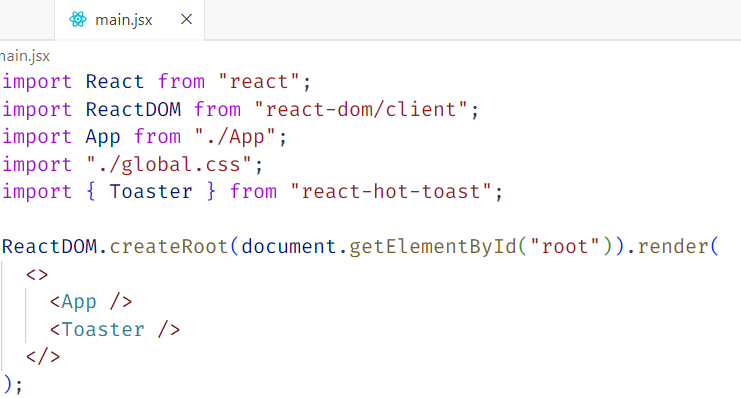 main.jsx
main.jsx
import React from "react";
import ReactDOM from "react-dom/client";
import App from "./App";
import "./global.css";
import { Toaster } from "react-hot-toast";
ReactDOM.createRoot(document.getElementById("root")).render(
<>
<App />
<Toaster />
</>
);